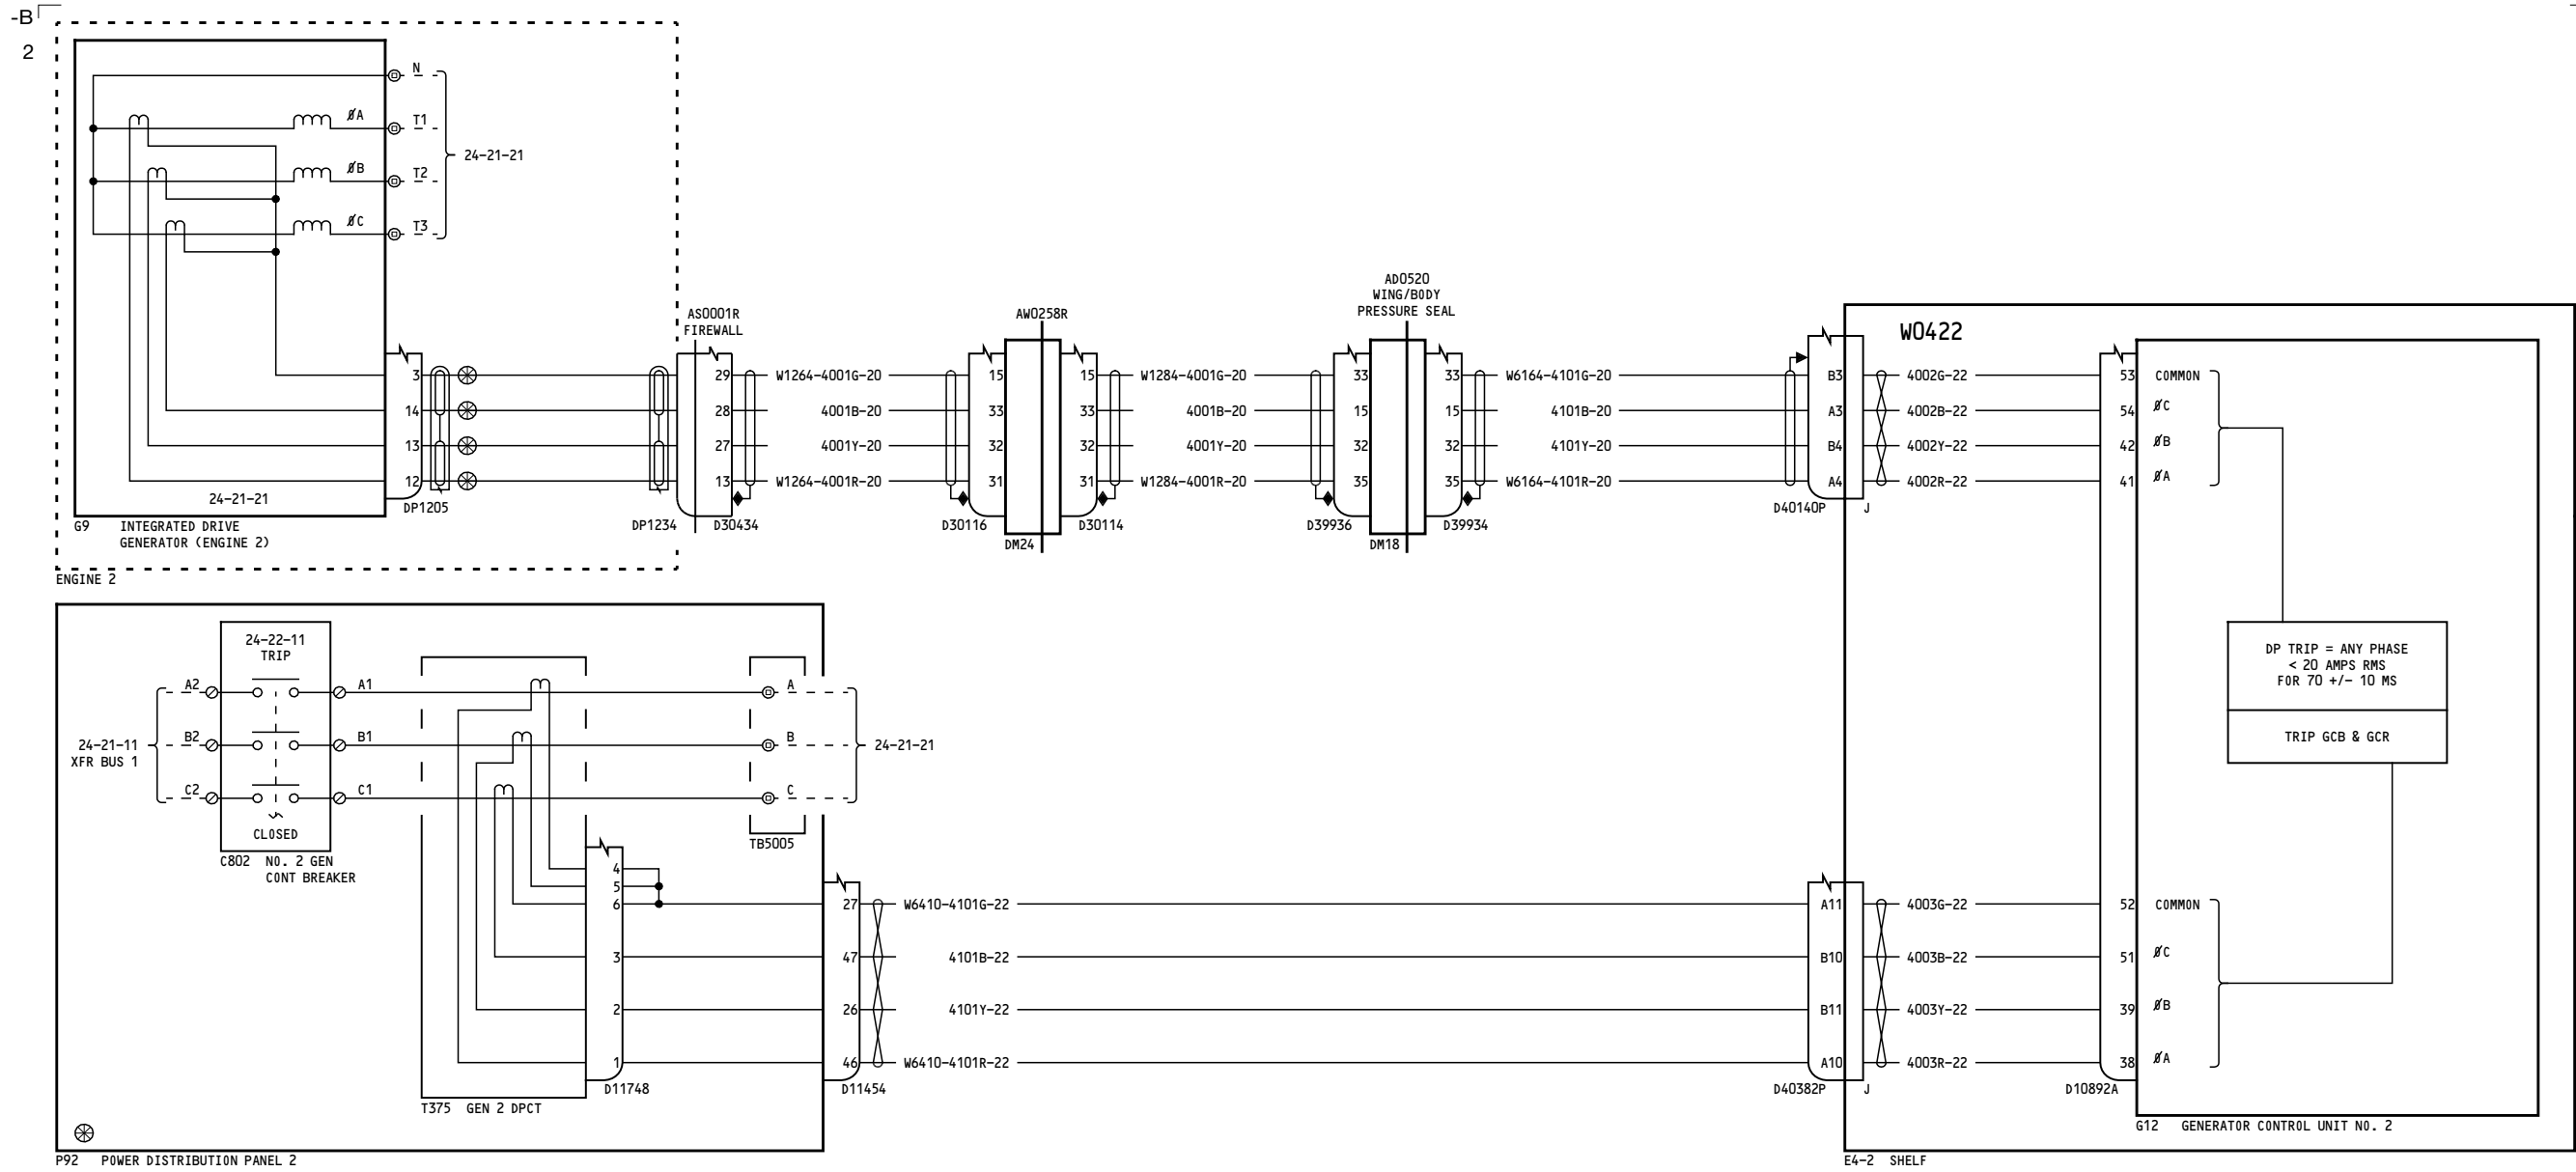 -B
2
N
ØA
T1
24-21-21
ØB
T2
ØC
T3
AS0001R
FIREWALL
AW0258R
AD0520
WING/BODY
PRESSURE SEAL
W0422
3
29
W1264-4001G-20
15
15
W1284-4001G-20
33
33
W6164-4101G-20
B3
4002G-22
53
COMMON
14
28
4001B-20
33
33
4001B-20
15
15
4101B-20
A3
4002B-22
54
ØC
13
27
4001Y-20
32
32
4001Y-20
32
32
4101Y-20
B4
4002Y-22
42
ØB
12
13
W1264-4001R-20
31
31
W1284-4001R-20
35
35
W6164-4101R-20
A4
4002R-22
41
ØA
24-21-21
DP1205
D40140P
J
G9
INTEGRATED DRIVE
GENERATOR (ENGINE 2)
DP1234
D30434
D30116
DM24
D30114
D39936
DM18
D39934
ENGINE 2
24-22-11
TRIP
A2
A1
A
B2
B1
B
24-21-11
XFR BUS 1
24-21-21
C2
C1
C
CLOSED
TB5005
C802
NO. 2 GEN
CONT BREAKER
DP TRIP = ANY PHASE
< 20 AMPS RMS
FOR 70 +/- 10 MS
TRIP GCB & GCR
4
5
6
27
W6410-4101G-22
A11
4003G-22
52
COMMON
3
47
4101B-22
B10
4003B-22
51
ØC
2
26
4101Y-22
B11
4003Y-22
39
ØB
1
46
W6410-4101R-22
A10
4003R-22
38
ØA
D11748
D11454
D40382P
J
D10892A
T375
GEN 2 DPCT
G12
GENERATOR CONTROL UNIT NO. 2
P92
POWER DISTRIBUTION PANEL 2
E4-2
SHELF